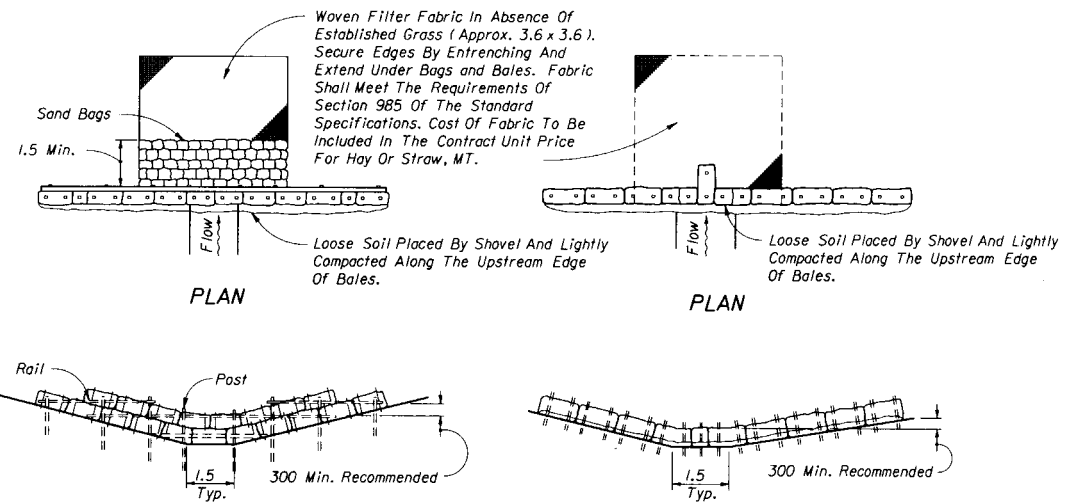 Woven Filter Fabric In Absence Of
Established Grass (Approx. 3.6 x 3.6).
Secure Edges By Entrenching And
Extend Under Bags and Bales. Fabric
Shall Meet The Requirements Of
Section 985 Of The Standard
Specifications. Cost Of Fabric To Be
Included In The Contract Unit Price
For Hay Or Straw, MT.
Sand Bags
1.5 Min.
Flow
Loose Soil Placed By Shovel And Lightly
Compacted Along The Upstream Edge
Of Bales.
PLAN
Flow
Loose Soil Placed By Shovel And Lightly
Compacted Along The Upstream Edge
Of Bales.
PLAN
Rail
Post
1.5
Typ.
300 Min. Recommended
1.5
Typ.
300 Min. Recommended